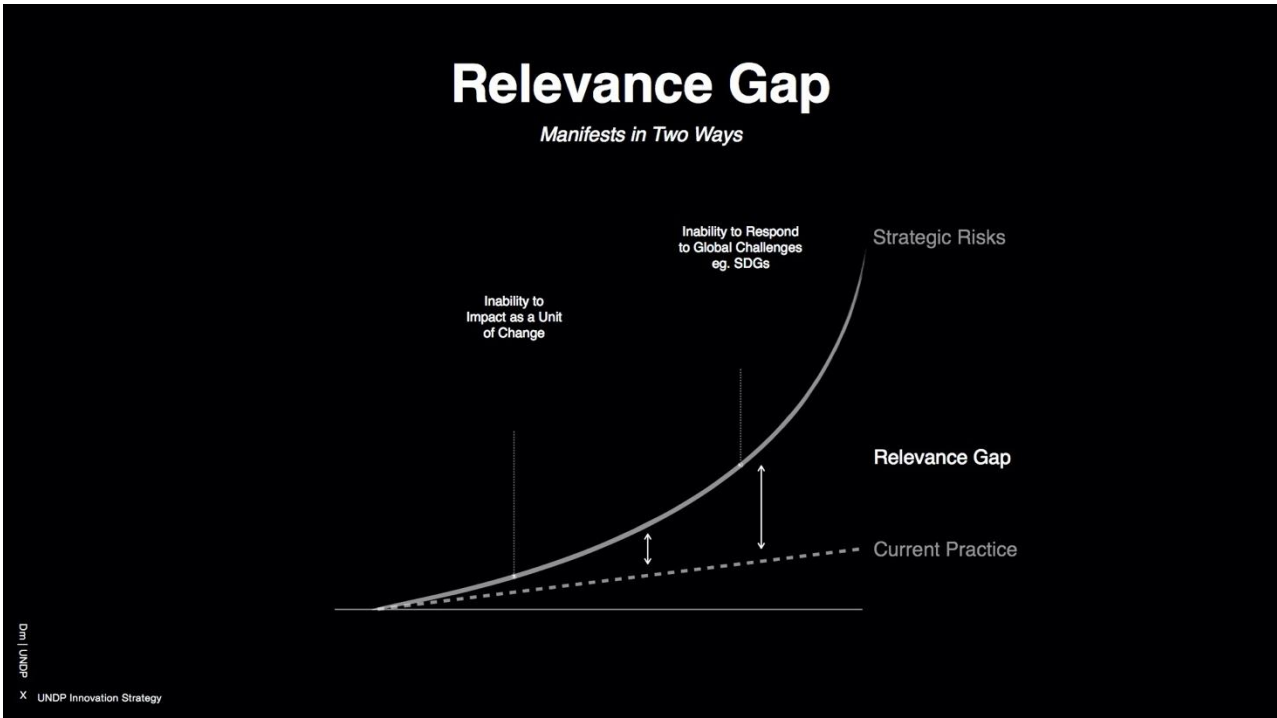 Relevance Gap
Manifests in Two Ways
Inability to Respond
to Global Challenges
eg. SDGs
Strategic Risks
Inability to
Impact as a Unit
of Change
Relevance Gap
Current Practice
Dm | UNDP
X UNDP Innovation Strategy